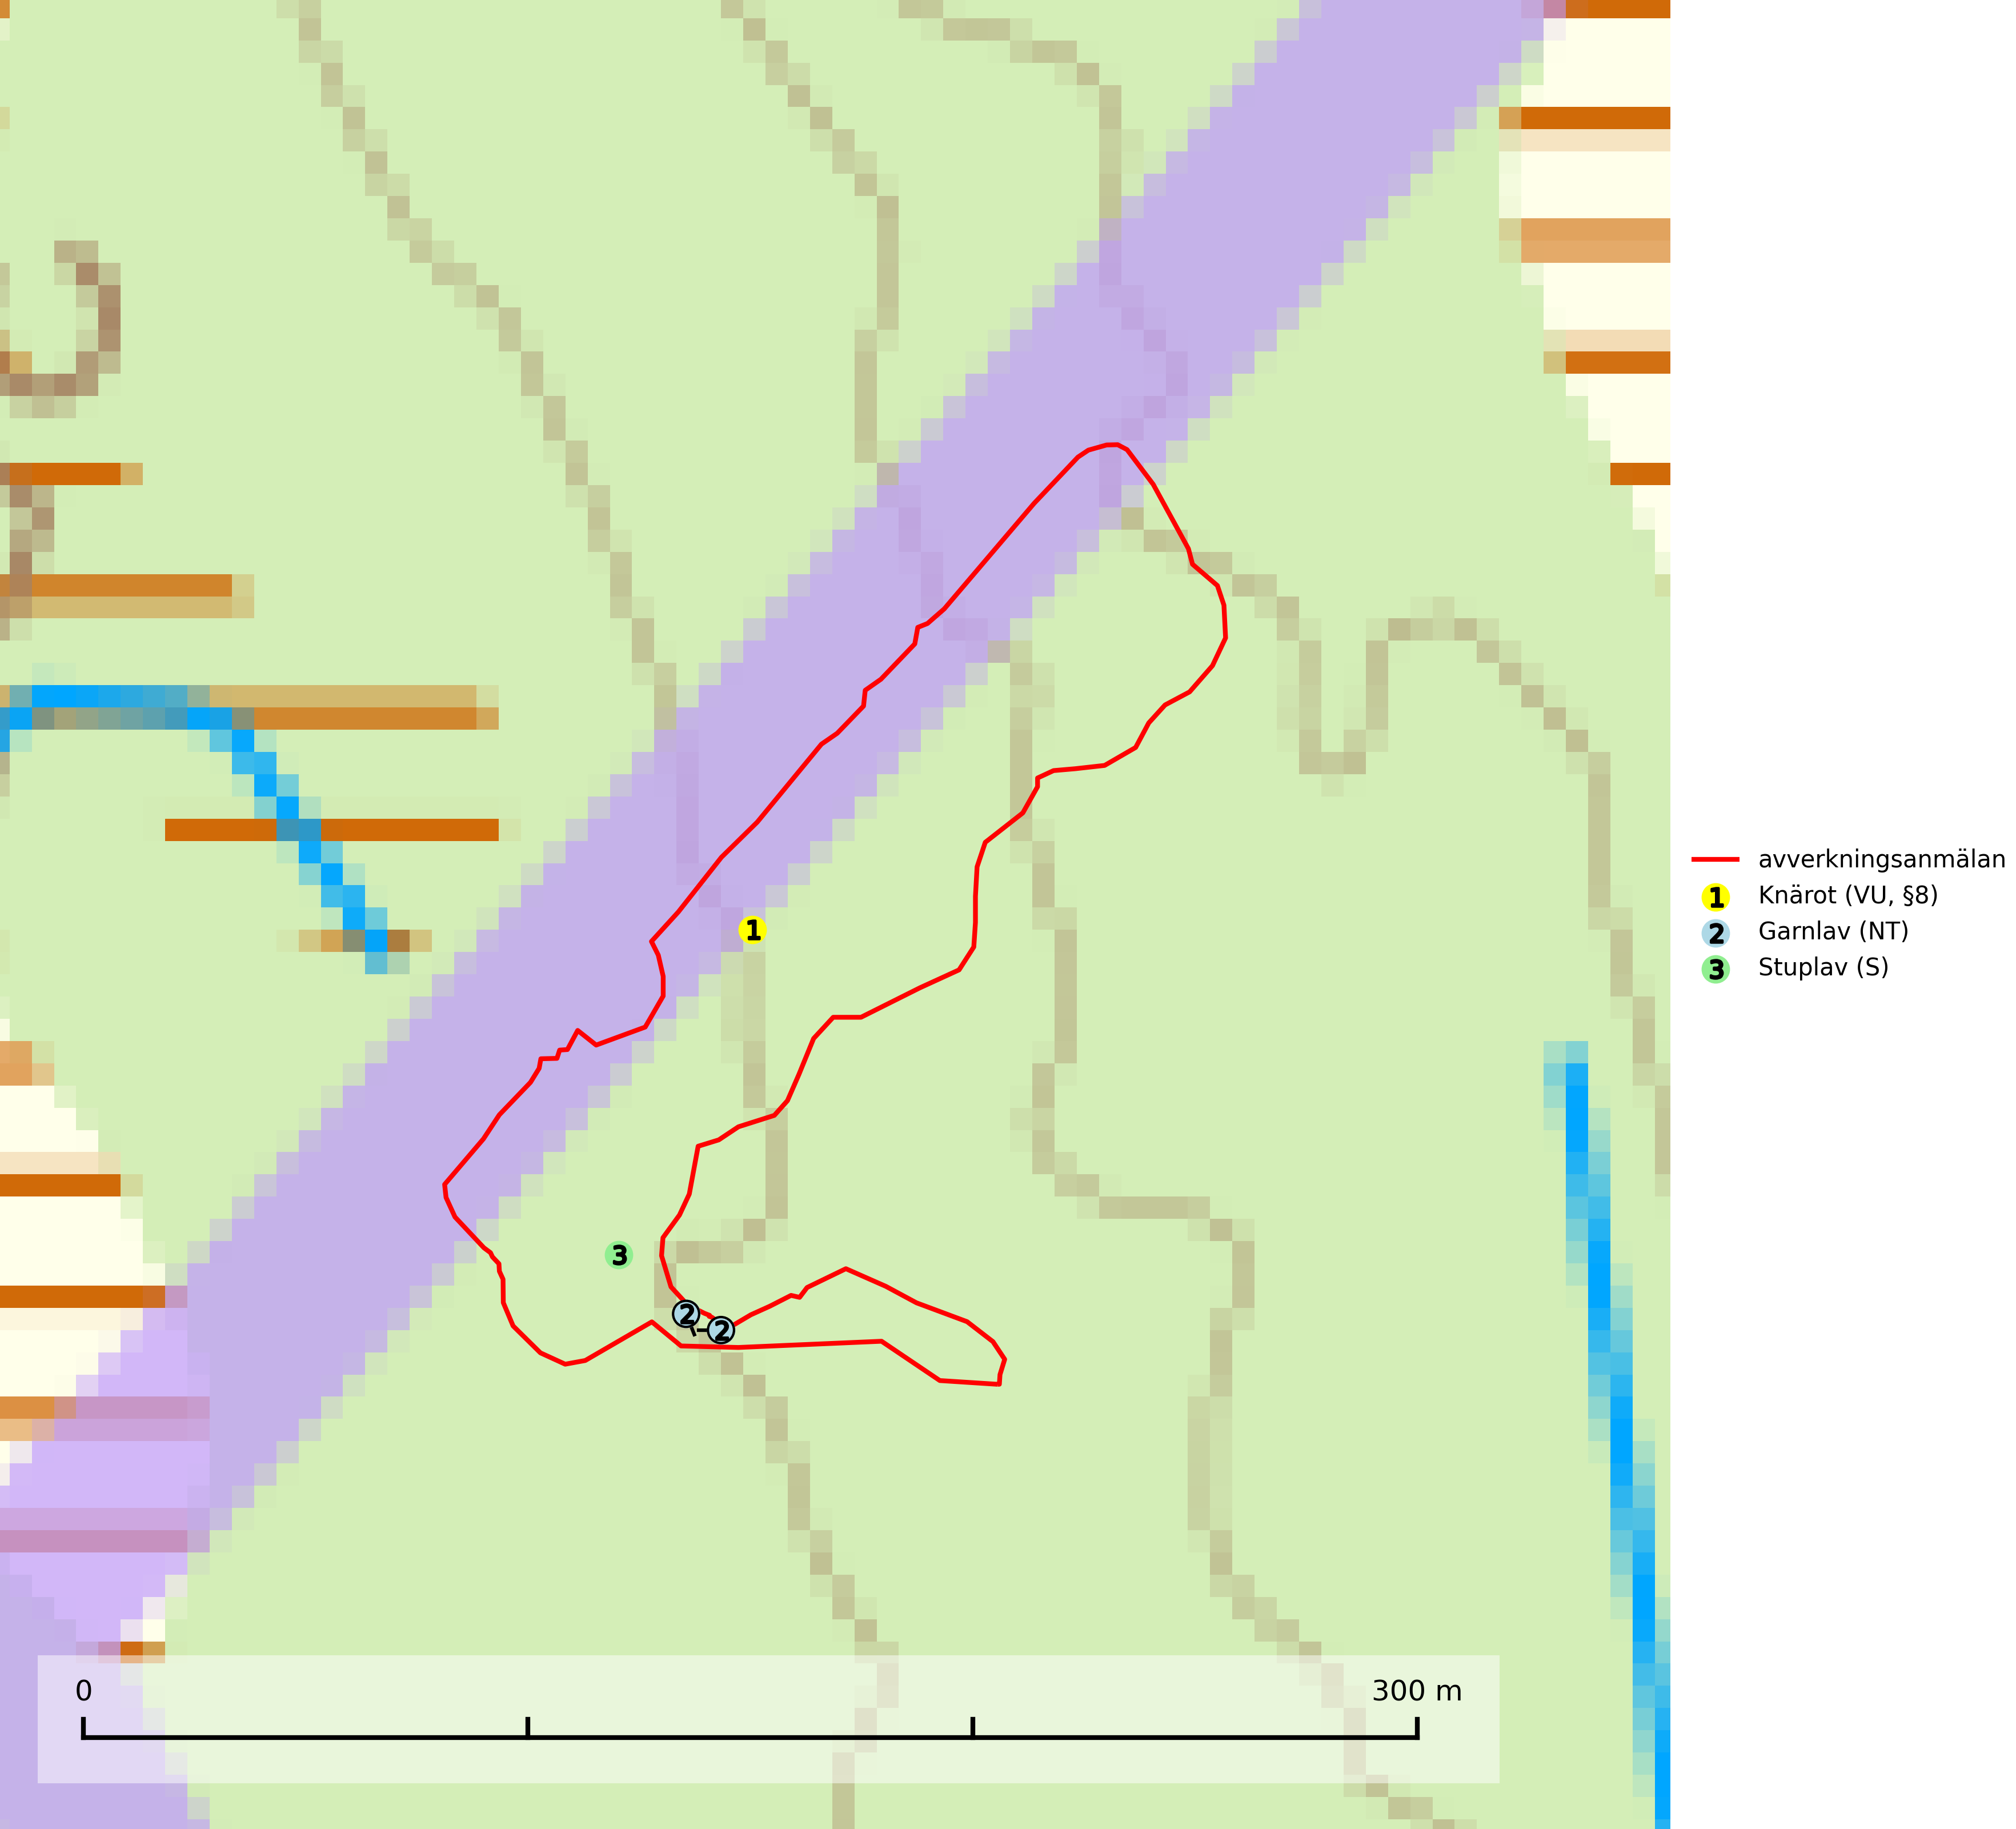 1
3
2
2
0
300 m
avverkningsanmälan
1 Knärot (VU, §8)
2 Garnlav (NT)
3 Stuplav (S)